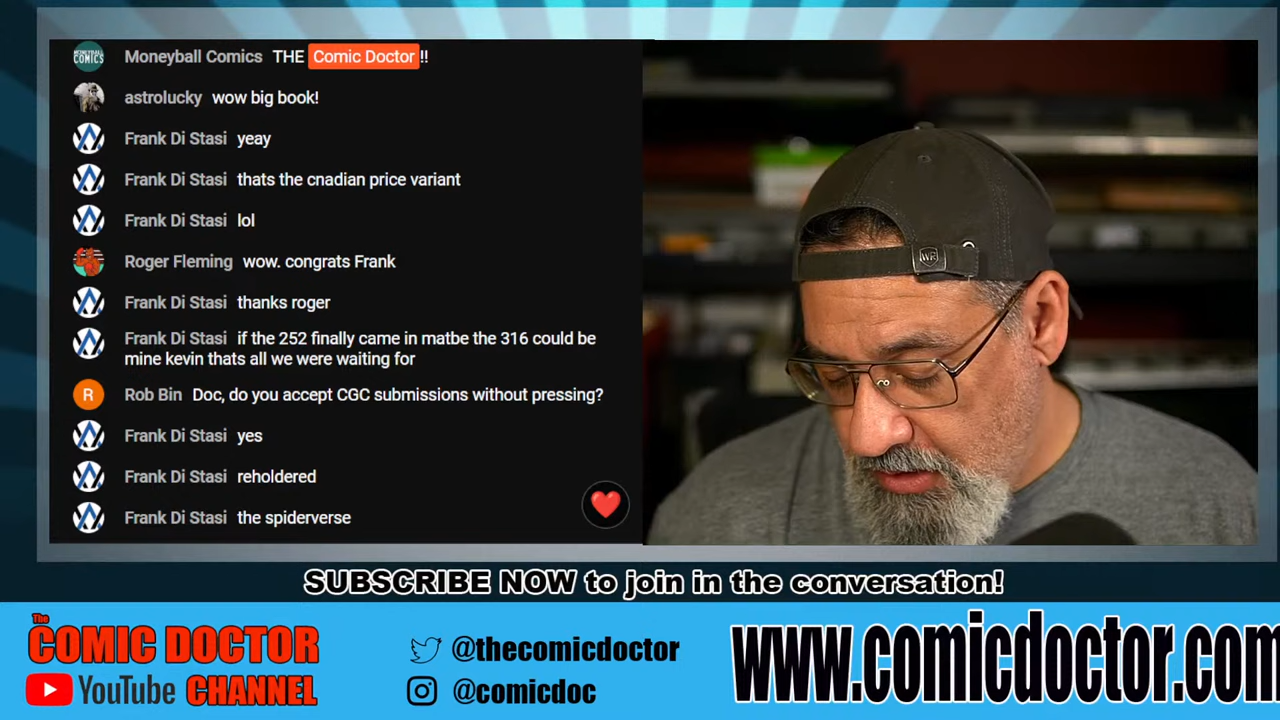 Moneyball Comics THE Comic Doctor !!
astrolucky wow big book!
Frank Di Stasi yeay
Frank Di Stasi thats the cnadian price variant
Frank Di Stasi lol
Roger Fleming wow. congrats Frank
Frank Di Stasi thanks roger
Frank Di Stasi if the 252 finally came in matbe the 316 could be
mine kevin thats all we were waiting for
R Rob Bin Doc, do you accept CGC submissions without pressing?
Frank Di Stasi yes
Frank Di Stasi reholdered
Frank Di Stasi the spiderverse
SUBSCRIBE NOW to join in the conversation!
The
COMIC DOCTOR
YouTube CHANNEL
@thecomicdoctor
@comicdoc
www.comicdoctor.com